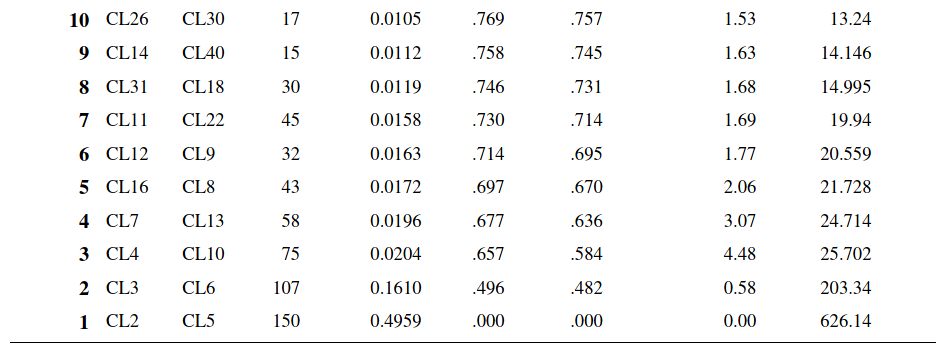 10 CL26 CL30 17 0.0105 .769 .757 1.53 13.24
9 CL14 CL40 15 0.0112 .758 .745 1.63 14.146
8 CL31 CL18 30 0.0119 .746 .731 1.68 14.995
7 CL11 CL22 45 0.0158 .730 .714 1.69 19.94
6 CL12 CL9 32 0.0163 .714 .695 1.77 20.559
5 CL16 CL8 43 0.0172 .697 .670 2.06 21.728
4 CL7 CL13 58 0.0196 .677 .636 3.07 24.714
3 CL4 CL10 75 0.0204 .657 .584 4.48 25.702
2 CL3 CL6 107 0.1610 .496 .482 0.58 203.34
1 CL2 CL5 150 0.4959 .000 .000 0.00 626.14